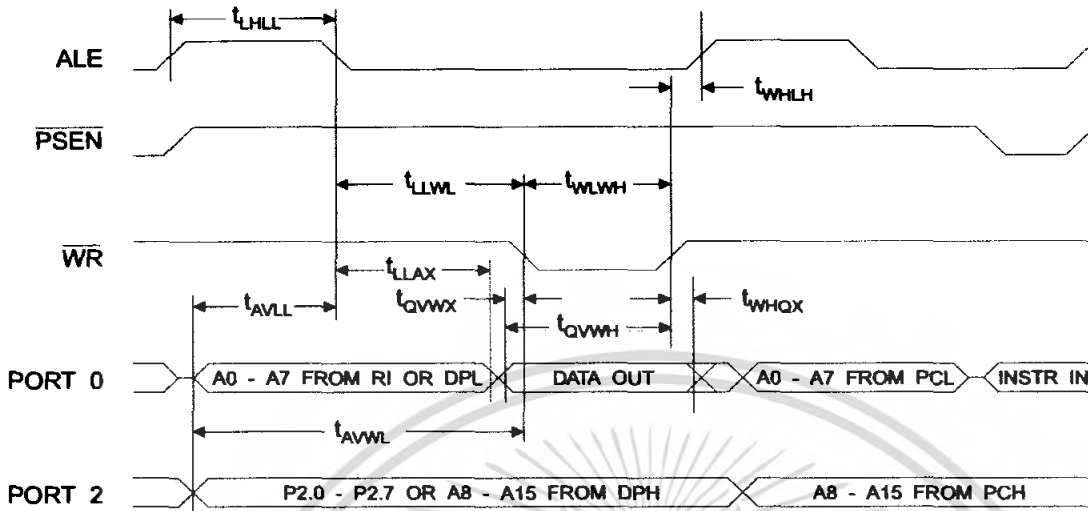 tLHLL
ALE
tWHLH
PSEN
tLLWL
tWLWH
WR
tLLAX
tAVLL
tQVWX
tWHQX
tQVWH
PORT 0
A0 - A7 FROM RI OR DPL
DATA OUT
A0 - A7 FROM PCL
INSTR IN
tAVWL
PORT 2
P2.0 - P2.7 OR A8 - A15 FROM DPH
A8 - A15 FROM PCH